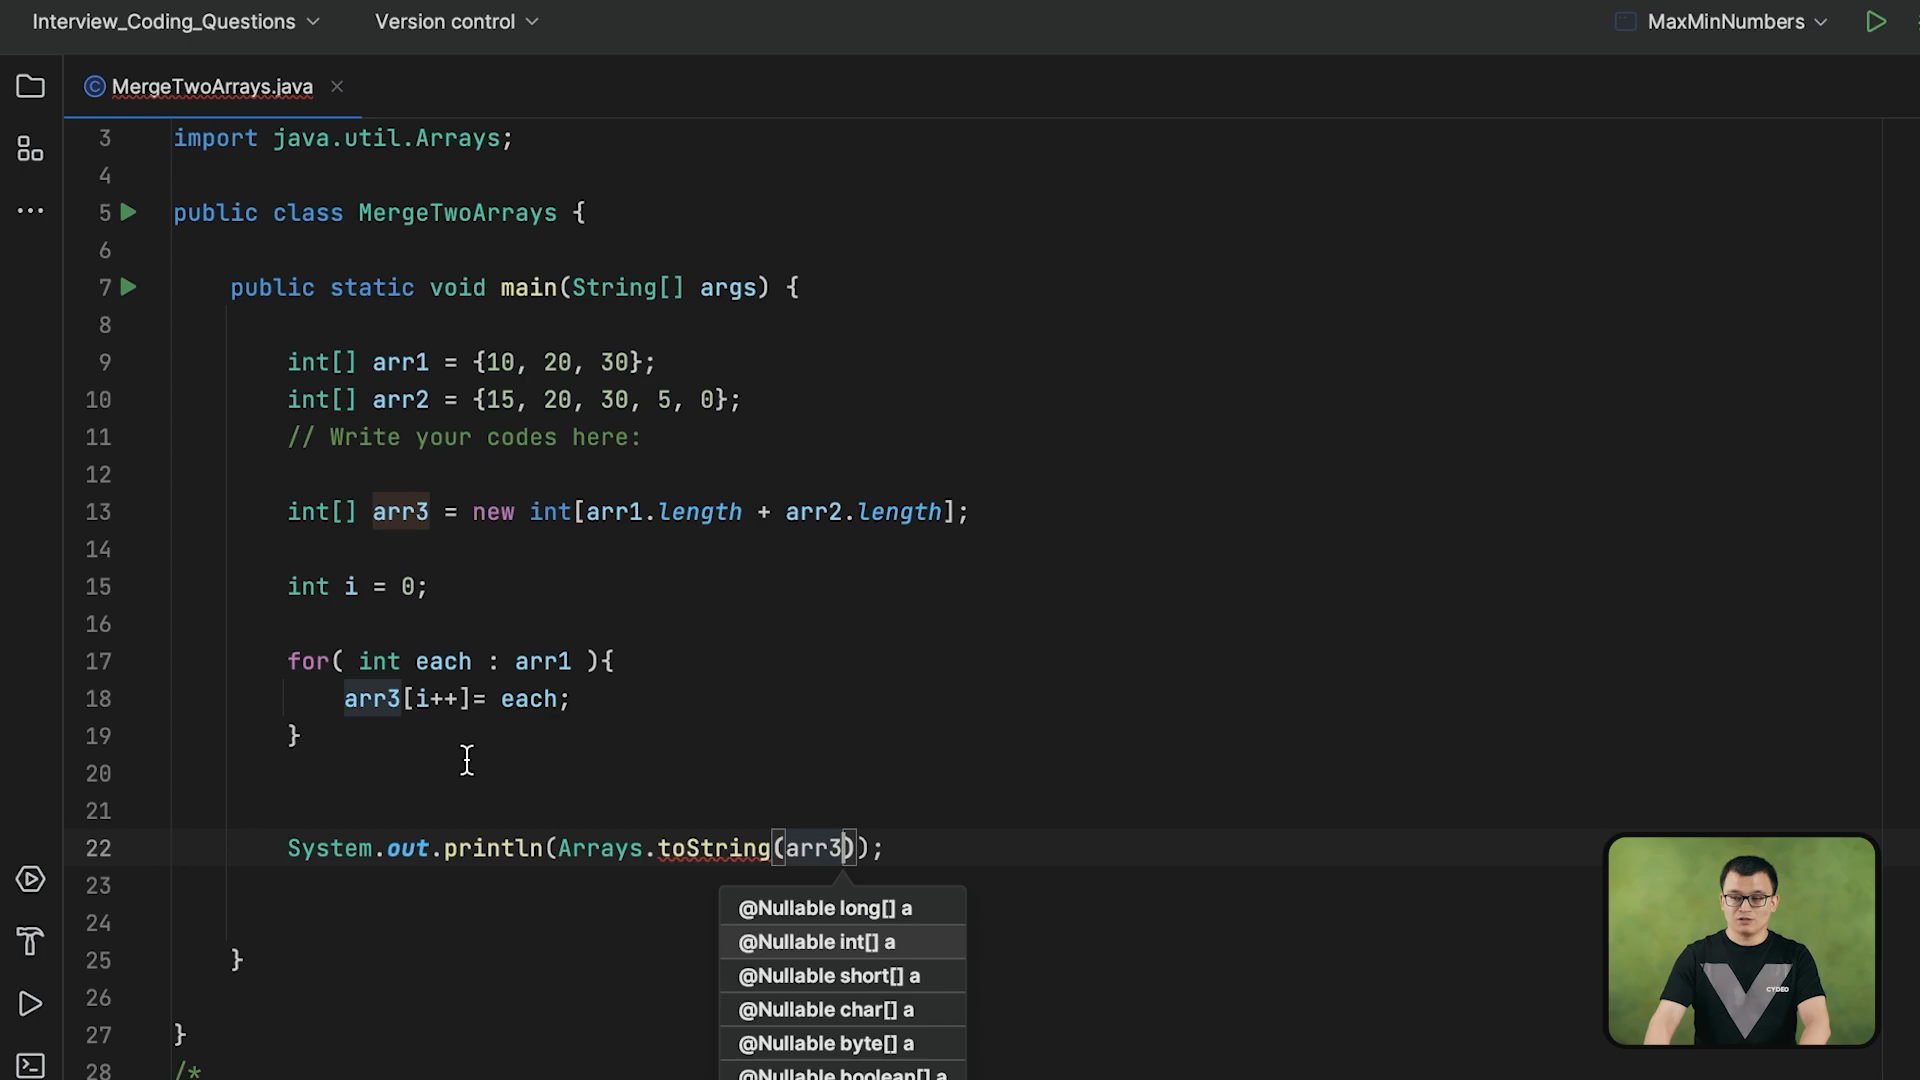 Interview_Coding_Questions
Version control
MaxMinNumbers
MergeTwoArrays.java
3 import java.util.Arrays;
4
5 public class MergeTwoArrays {
6
7 public static void main(String[] args) {
8
9 int[] arr1 = {10, 20, 30};
10 int[] arr2 = {15, 20, 30, 5, 0};
11 // Write your codes here:
12
13 int[] arr3 = new int[arr1.length + arr2.length];
14
15 int i = 0;
16
17 for( int each : arr1 ){
18 arr3[i++]= each;
19 }
20
21
22 System.out.println(Arrays.toString(arr3));
23
24
25 }
26
27 }
28 /*
@Nullable long[] a
@Nullable int[] a
@Nullable short[] a
@Nullable char[] a
@Nullable byte[] a
@Nullable boolean[] a
CYDEO